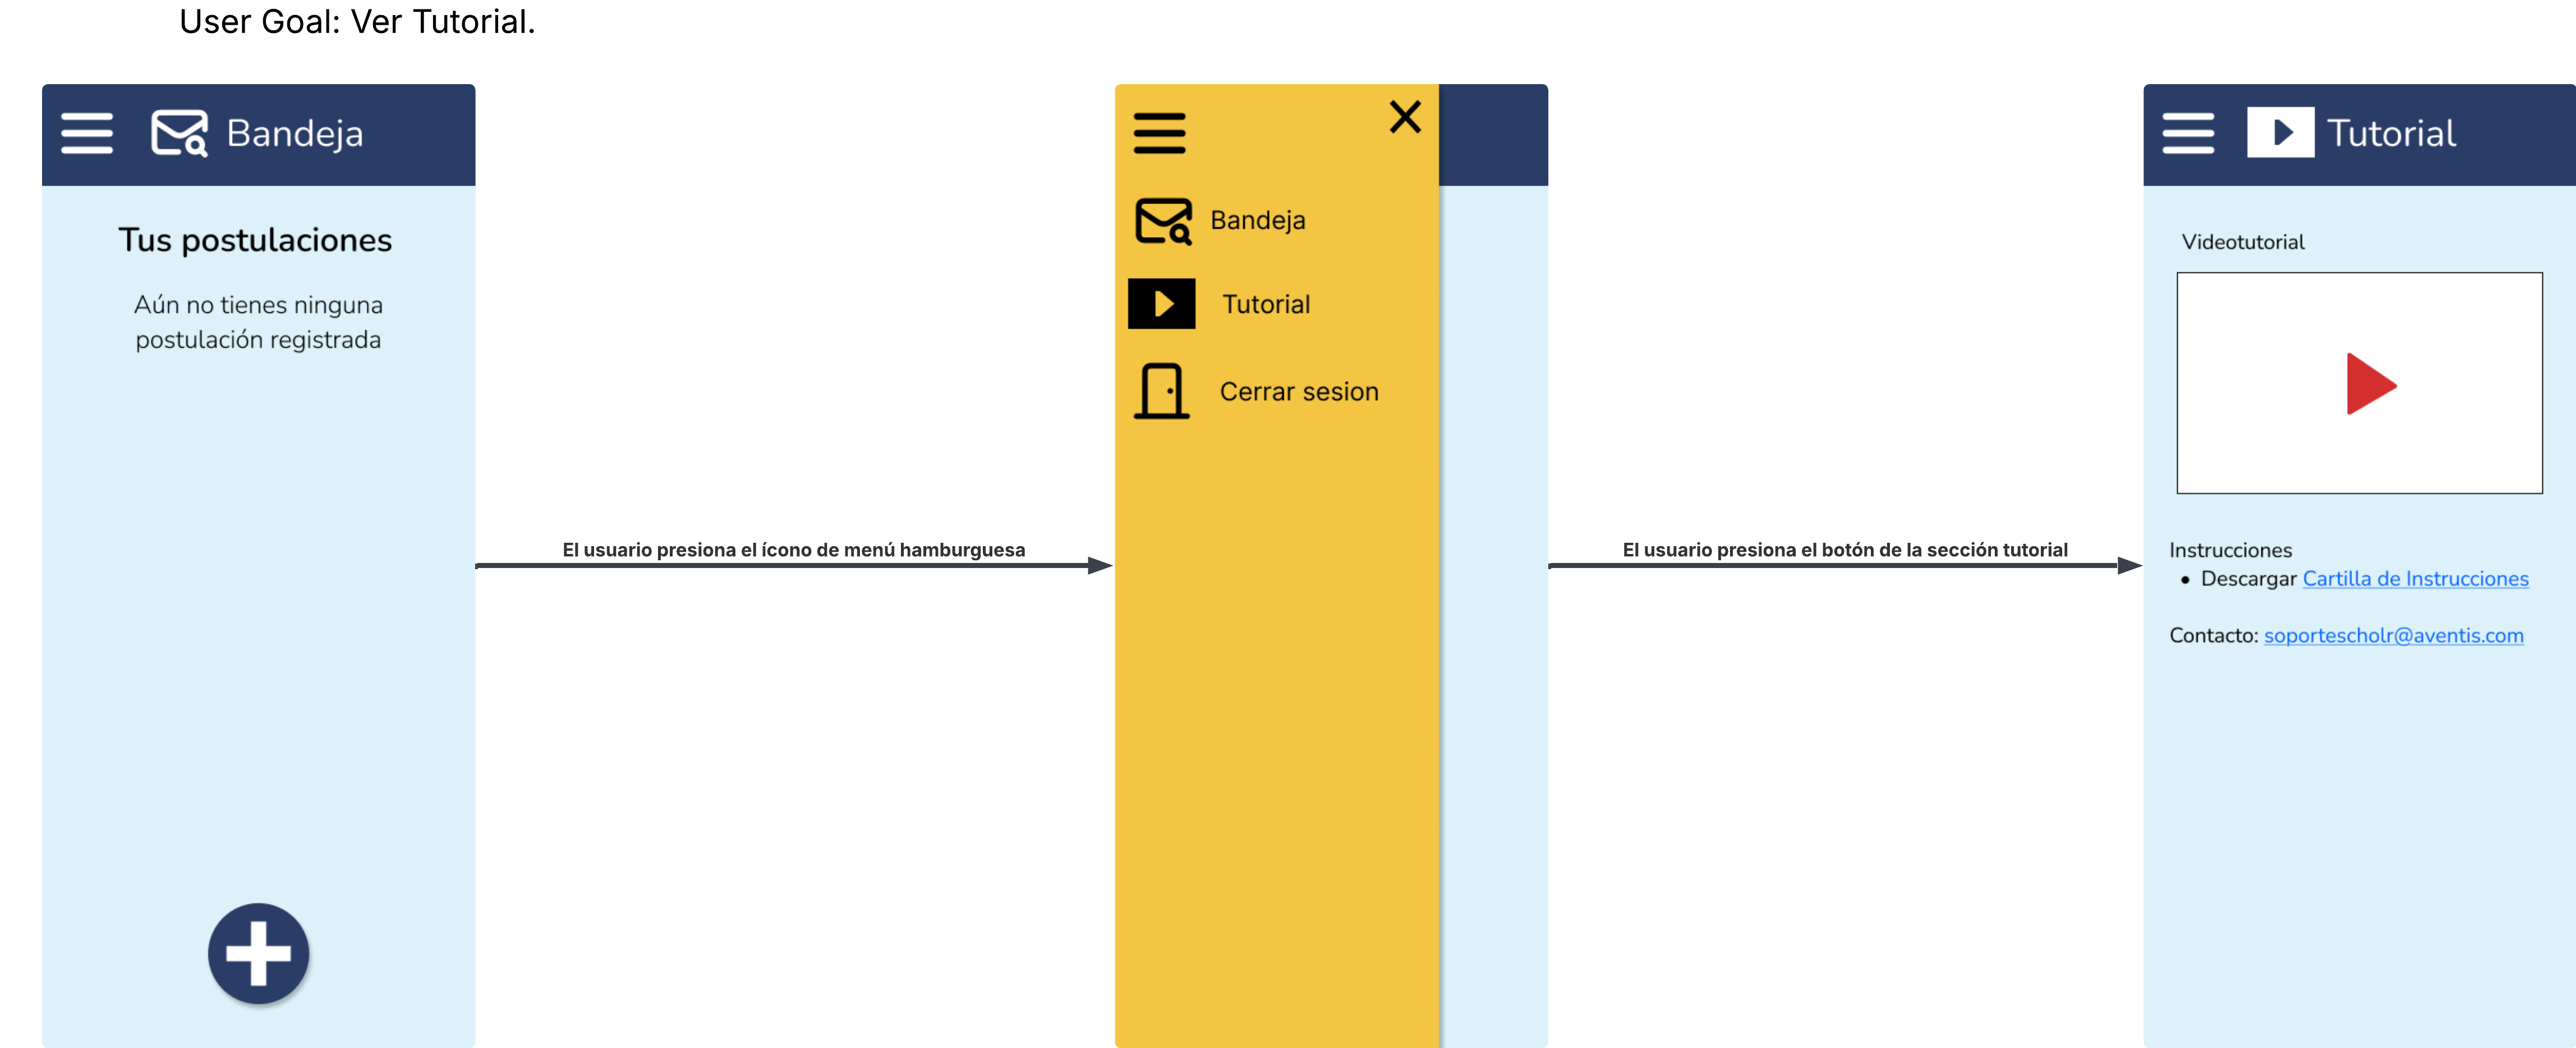 User Goal: Ver Tutorial.
Bandeja
Tus postulaciones
Aún no tienes ninguna
postulación registrada
El usuario presiona el ícono de menú hamburguesa
Bandeja
Tutorial
Cerrar sesion
El usuario presiona el botón de la sección tutorial
Tutorial
Videotutorial
Instrucciones
• Descargar Cartilla de Instrucciones
Contacto: soportescholr@aventis.com